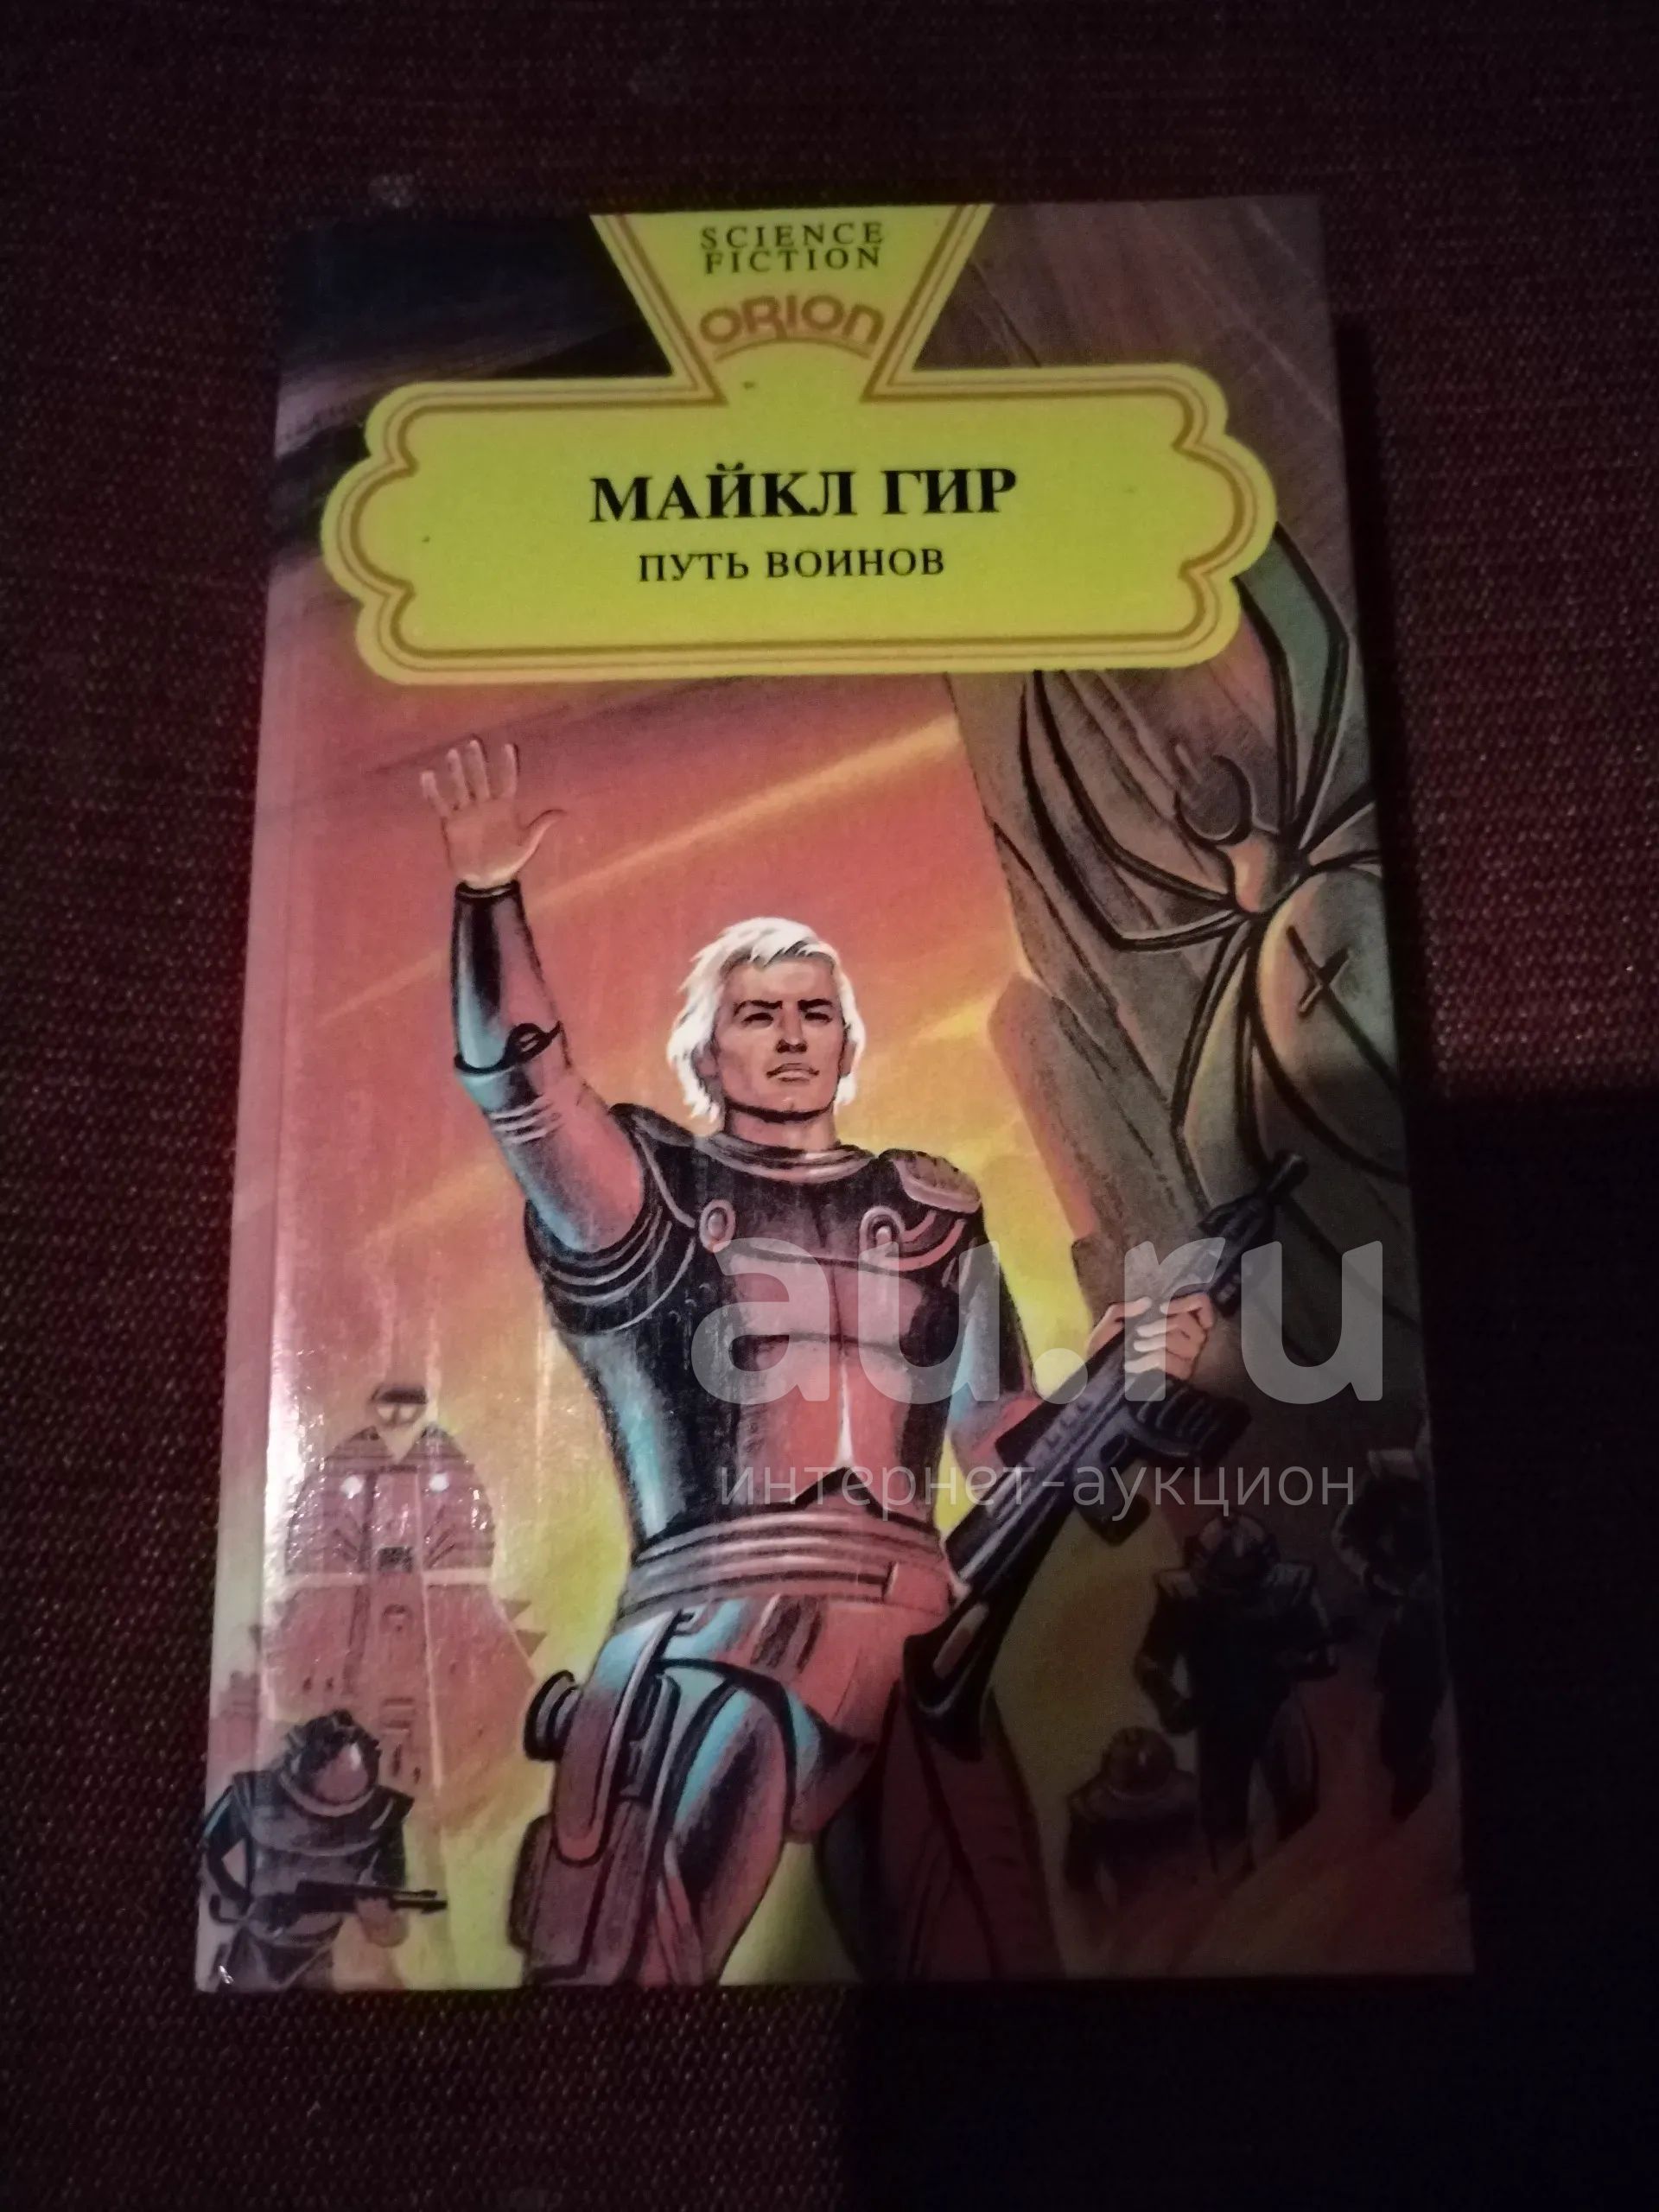 SCIENCE
FICTION
ORION
МАЙКЛ ГИР
ПУТЬ ВОИНОВ
au.ru
интернет-аукцион